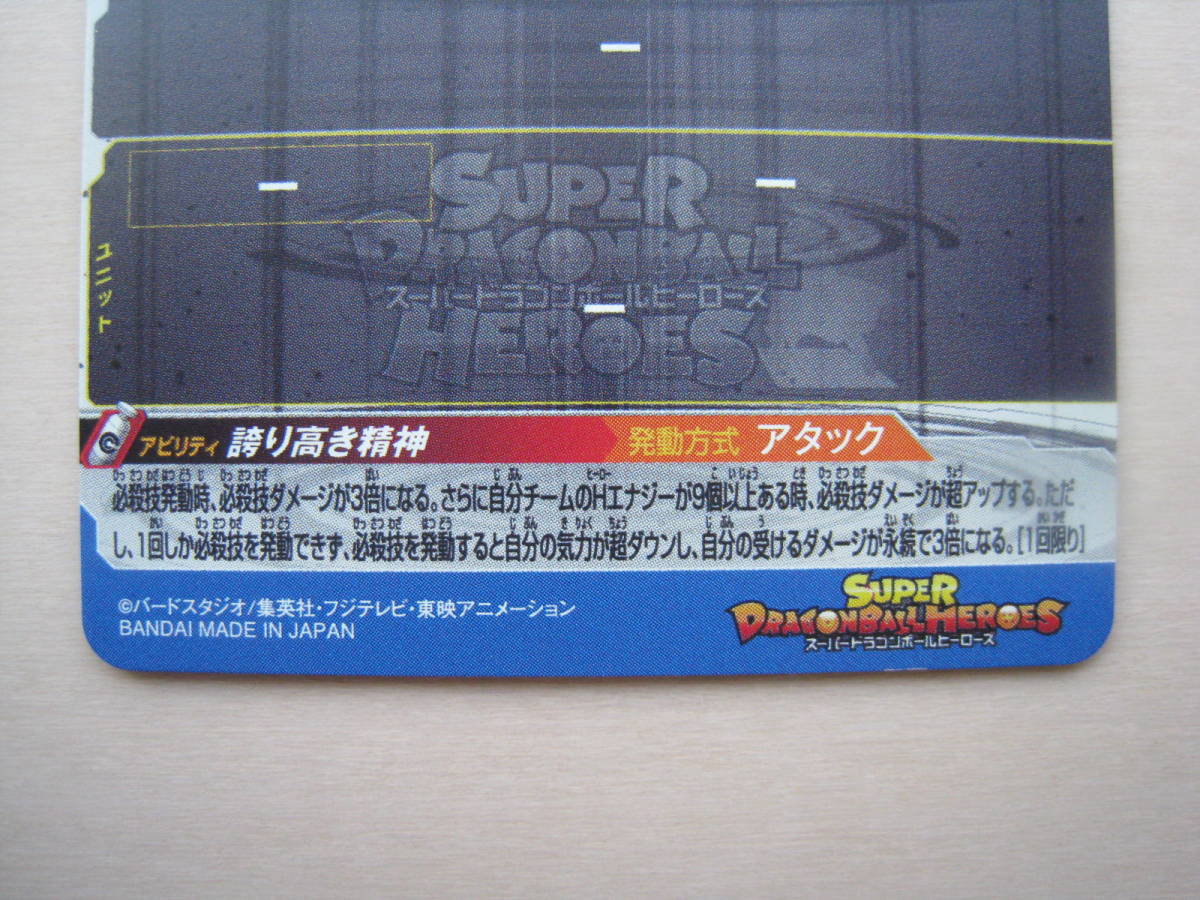 SUPER
DRAGONBALL
スーパードラゴンボールヒーローズ
HEROES
ユニット
アビリティ 誇り高き精神 発動方式 アタック
必殺技発動時、必殺技ダメージが3倍になる。さらに自分チームのHエナジーが9個以上ある時、必殺技ダメージが超アップする。ただ
し、1回しか必殺技を発動できず、必殺技を発動すると自分の気力が超ダウンし、自分の受けるダメージが永続で3倍になる。[1回限り]
©バードスタジオ/集英社・フジテレビ・東映アニメーション
BANDAI MADE IN JAPAN
SUPER
DRAGONBALL HEROES
スーパードラゴンボールヒーローズ